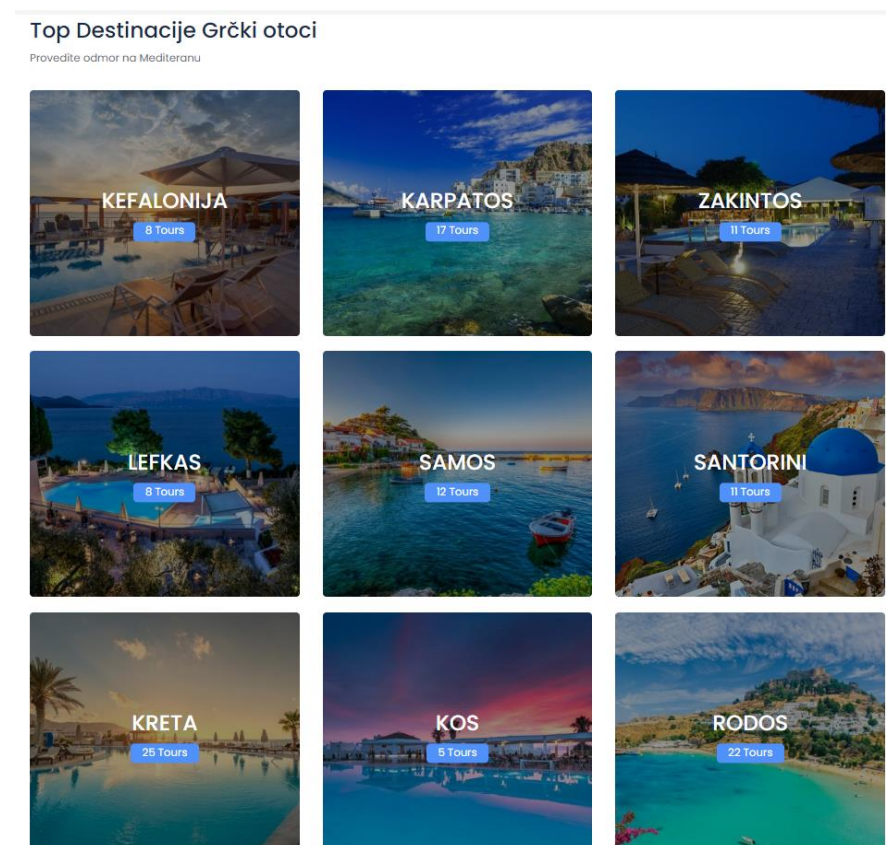 Top Destinacije Grčki otoci
Provedite odmor na Mediteranu
KEFALONIJA
8 Tours
KARPATOS
17 Tours
ZAKINTOS
11 Tours
LEFKAS
8 Tours
SAMOS
12 Tours
SANTORINI
11 Tours
KRETA
25 Tours
KOS
5 Tours
RODOS
22 Tours